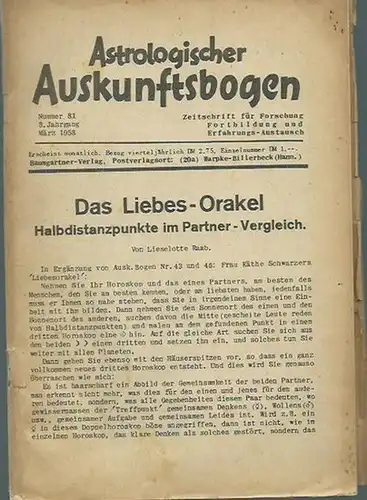 Astrologischer
Auskunftsbogen
Nummer 81
8. Jahrgang
März 1958
Zeitschrift für Forschung
Fortbildung und
Erfahrungs-Austausch
Erscheint monatlich. Bezug vierteljährlich DM 2.75, Einzelnummer DM 1.--.
Baumgartner-Verlag, Postverlagsort: (20a) Warpke-Billerbeck (Hann.)
Das Liebes-Orakel
Halbdistanzpunkte im Partner-Vergleich.
Von Lieselotte Raab.
In Ergänzung von Ausk.Bogen Nr.43 und 46: Frau Käthe Schwarzers
'Liebesorakel':
Nehmen Sie Ihr Horoskop und das eines Partners, am besten des
Menschen, den Sie am besten kennen, oder am liebsten haben, jedenfalls
muss er Ihnen so nahe stehen, dass Sie in irgendeinem Sinne eine Ein-
heit mit ihm bilden. Dann nehmen Sie den Sonnenort des einen und den
Sonnenort des anderen, suchen davon die Mitte (gescheite Leute reden
von Halbdistanzpunkten) und malen an dem gefundenen Punkt in einen
dritten Horoskop eine ☉ hin. Auf die gleiche Art suchen Sie sich aus
den beiden ☽ ☽ einen dritten und setzen ihn ein, und solches tun Sie
weiter mit allen Planeten.
Dann gehen Sie ebenso mit den Häuserspitzen vor, so dass ein ganz
vollkommen neues drittes Horoskop entsteht. Und dies wird Sie genauso
überraschen wie mich:
Es ist haarscharf ein Abbild der Gemeinsamkeit der beiden Partner,
man erkennt nicht mehr, was dies für den einen und jenes für den ande-
ren bedeutet, sondern, was alle Gegebenheiten dieses Paar bedeuten, wo
gewissermassen der 'Treffpunkt' gemeinsamen Denkens (☿), Wollens (♂)
usw., gemeinsamer Aufgabe und gemeinsamen Leides ist. Wird z.B. ein
☿ in diesem Doppelhoroskop böse angegriffen, dann ist nicht, wie im
einzelnen Horoskop, das klare Denken als solches gestört, sondern das